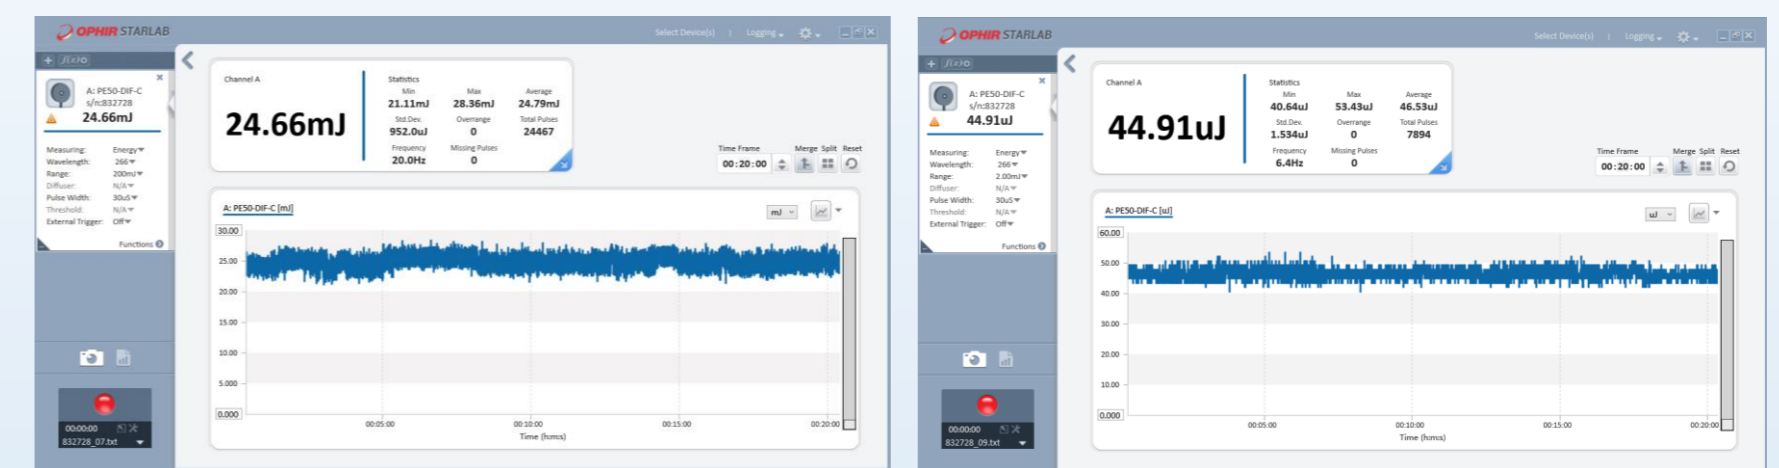 OPHIR STARLAB
Select Device(s) | Logging
f(x)
A: PE50-DIF-C
s/n:832728
24.66mJ
Measuring: Energy
Wavelength: 266
Range: 200mJ
Diffuser: N/A
Pulse Width: 30uS
Threshold: N/A
External Trigger: Off
Functions
00:00:00
832728_07.txt
Channel A
24.66mJ
Statistics
Min Max Average
21.11mJ 28.36mJ 24.79mJ
Std.Dev. Overrange Total Pulses
952.0uJ 0 24467
Frequency Missing Pulses
20.0Hz 0
Time Frame Merge Split Reset
00:20:00
A: PE50-DIF-C [mJ]
mJ
30.00
25.00
20.00
15.00
10.00
5.000
0.000
00:05:00 00:10:00 00:15:00 00:20:00
Time (h:m:s)
OPHIR STARLAB
Select Device(s) | Logging
f(x)
A: PE50-DIF-C
s/n:832728
44.91uJ
Measuring: Energy
Wavelength: 266
Range: 2.00mJ
Diffuser: N/A
Pulse Width: 30uS
Threshold: N/A
External Trigger: Off
Functions
00:00:00
832728_09.txt
Channel A
44.91uJ
Statistics
Min Max Average
40.64uJ 53.43uJ 46.53uJ
Std.Dev. Overrange Total Pulses
1.534uJ 0 7894
Frequency Missing Pulses
6.4Hz 0
Time Frame Merge Split Reset
00:20:00
A: PE50-DIF-C [uJ]
uJ
60.00
50.00
40.00
30.00
20.00
10.00
0.000
00:05:00 00:10:00 00:15:00 00:20:00
Time (h:m:s)